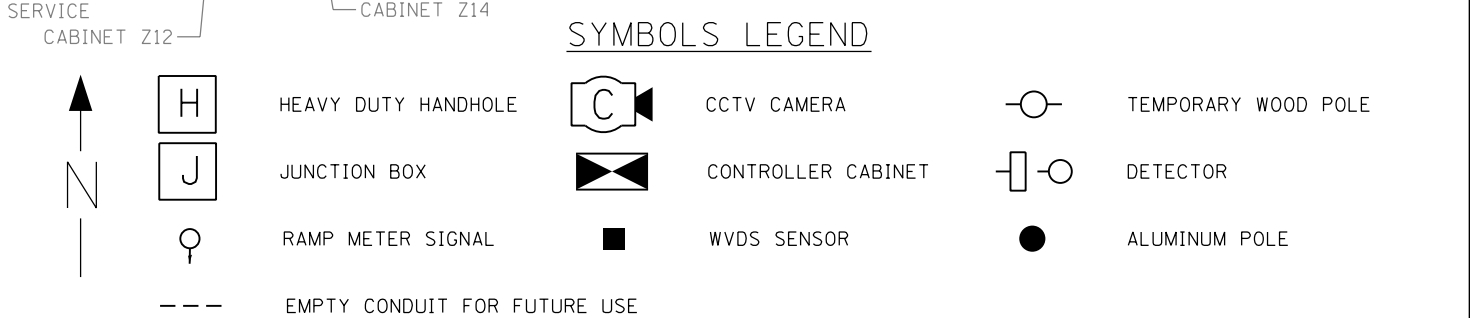 SERVICE
CABINET Z12
CABINET Z14
SYMBOLS LEGEND
N
H HEAVY DUTY HANDHOLE
C CCTV CAMERA
TEMPORARY WOOD POLE
J JUNCTION BOX
CONTROLLER CABINET
DETECTOR
RAMP METER SIGNAL
WVDS SENSOR
ALUMINUM POLE
EMPTY CONDUIT FOR FUTURE USE